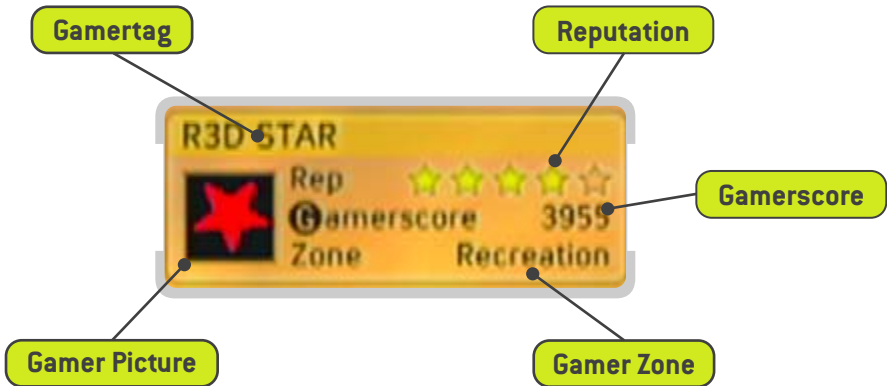 Gamertag
Reputation
R3D STAR
Rep
Gamerscore 3955
Gamerscore
Zone Recreation
Gamer Picture
Gamer Zone